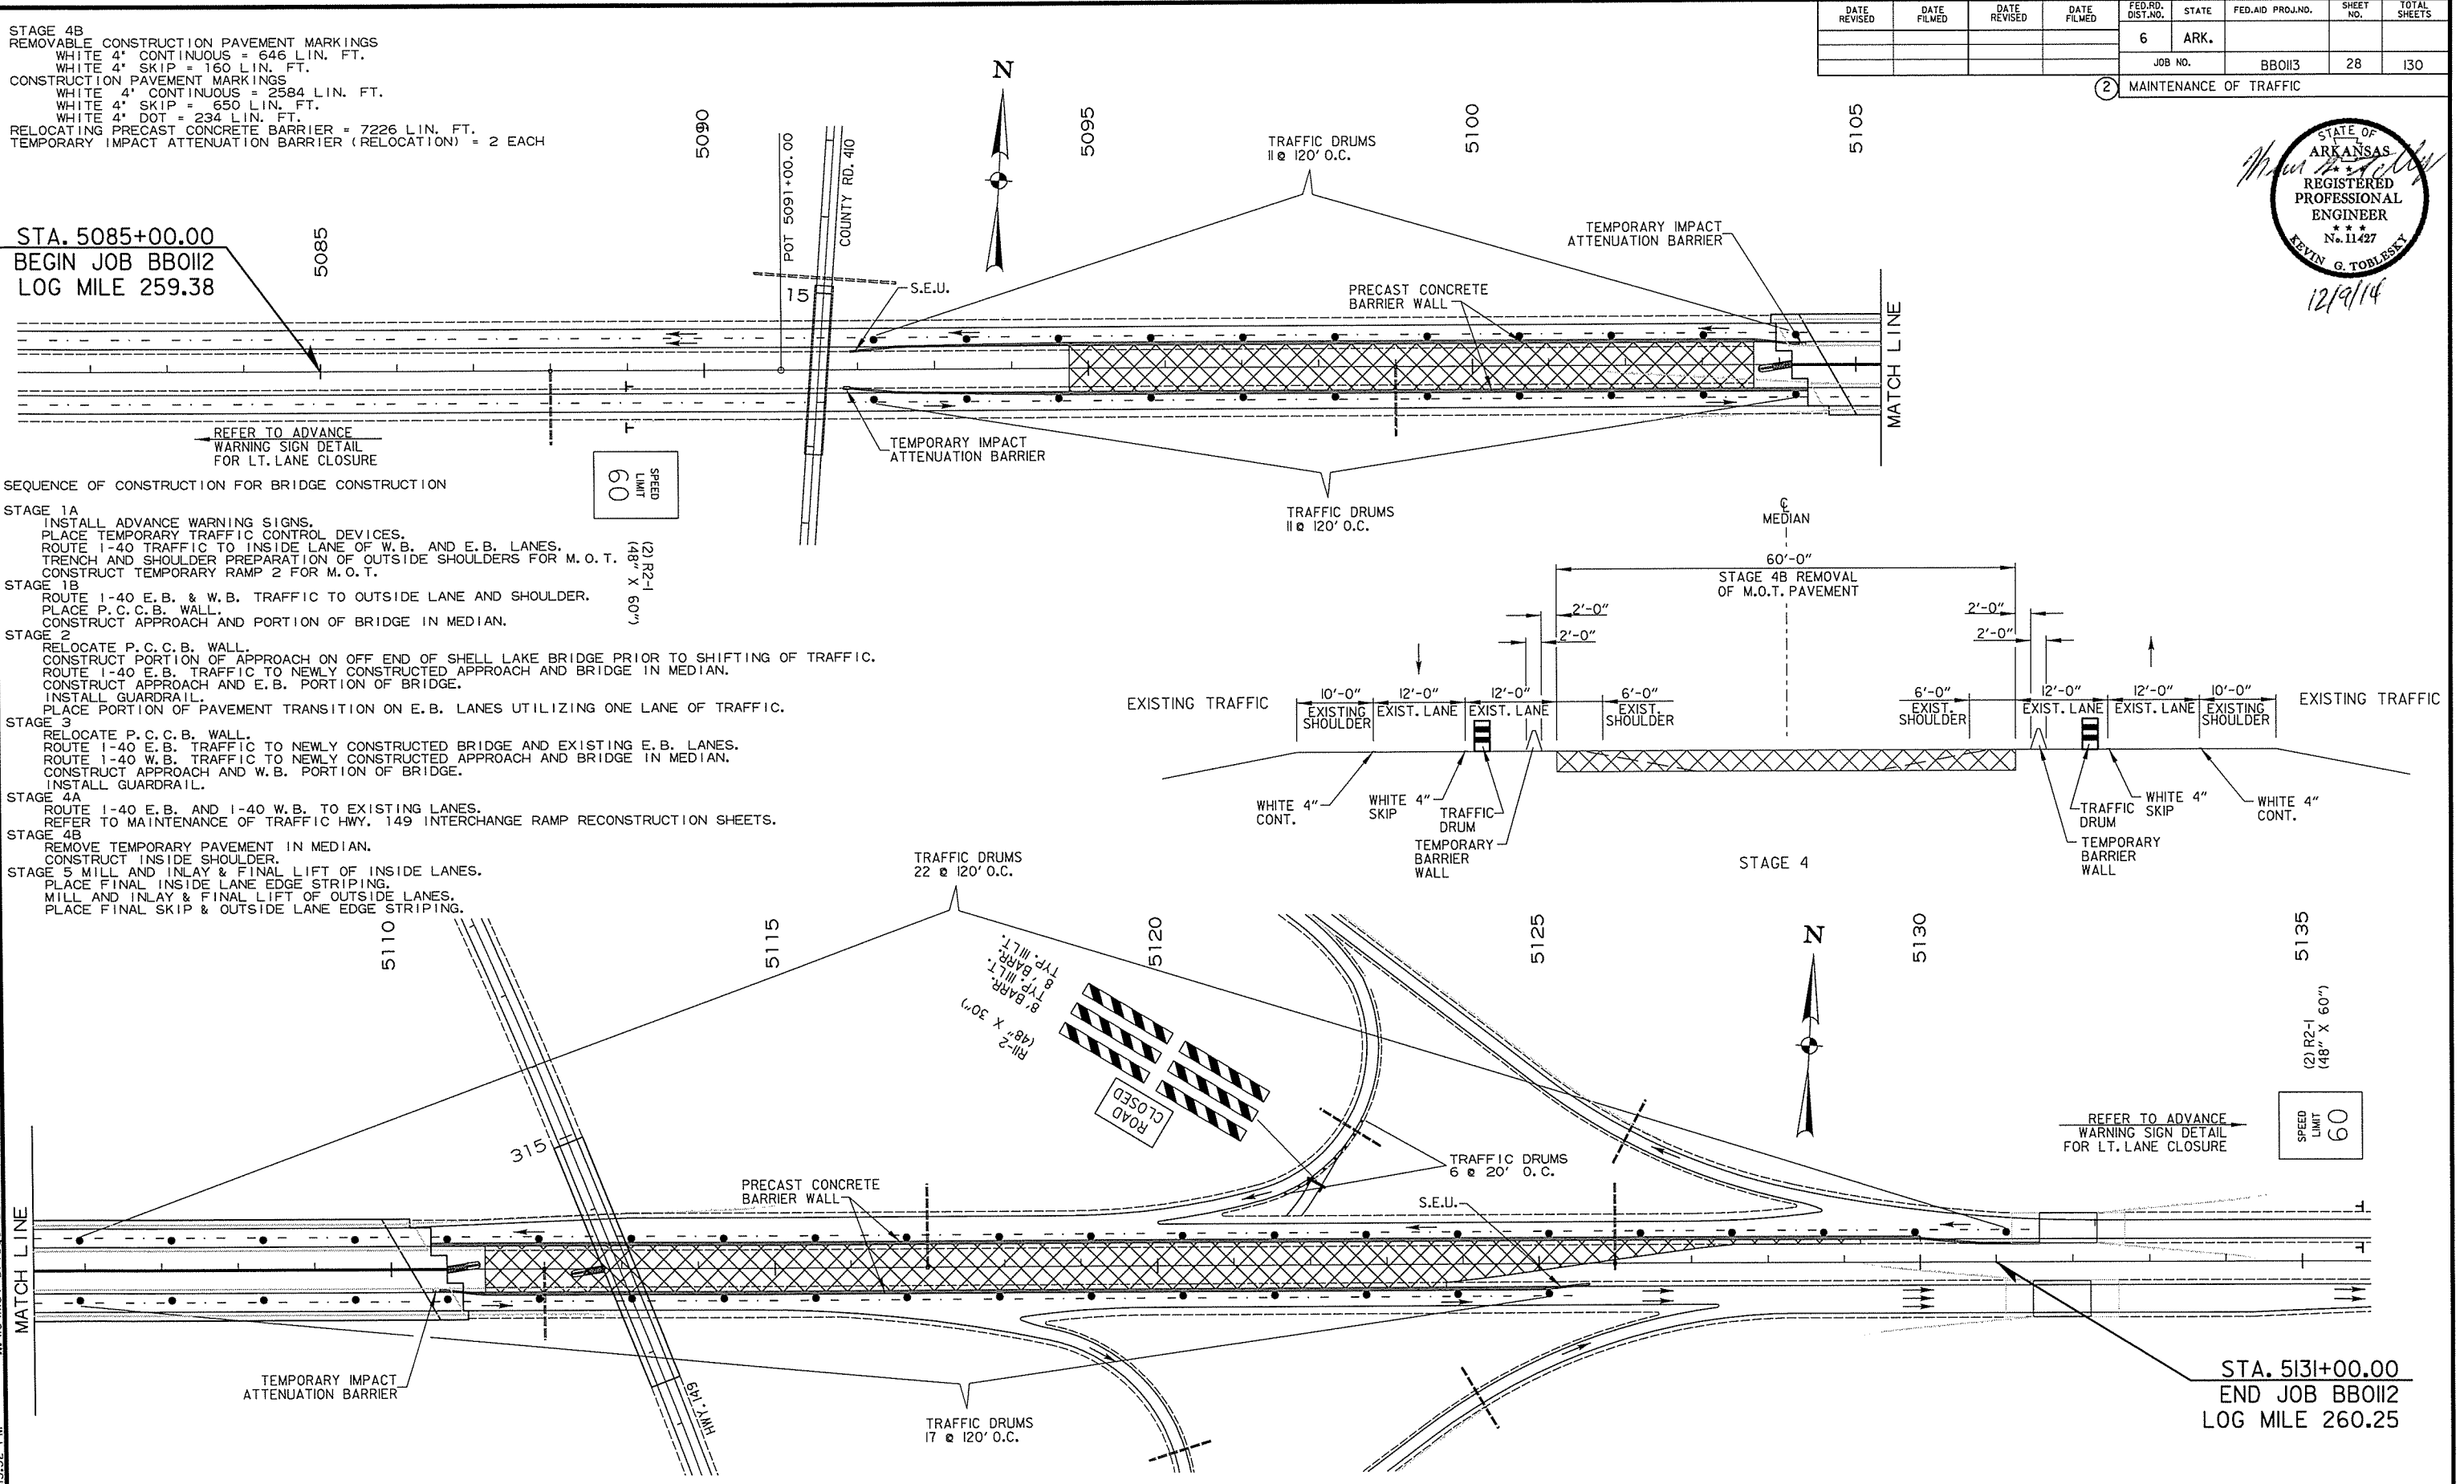 STAGE 4B
REMOVABLE CONSTRUCTION PAVEMENT MARKINGS
WHITE 4" CONTINUOUS = 646 LIN. FT.
WHITE 4" SKIP = 160 LIN. FT.
CONSTRUCTION PAVEMENT MARKINGS
WHITE 4" CONTINUOUS = 2584 LIN. FT.
WHITE 4" SKIP = 650 LIN. FT.
WHITE 4" DOT = 234 LIN. FT.
RELOCATING PRECAST CONCRETE BARRIER = 7226 LIN. FT.
TEMPORARY IMPACT ATTENUATION BARRIER (RELOCATION) = 2 EACH
DATE REVISED
DATE FILMED
DATE REVISED
DATE FILMED
FED.RD. DIST.NO.
STATE
FED.AID PROJ.NO.
SHEET NO.
TOTAL SHEETS
6
ARK.
JOB NO.
BB0113
28
130
2
MAINTENANCE OF TRAFFIC
STATE OF
ARKANSAS
REGISTERED
PROFESSIONAL
ENGINEER
No. 11427
KEVIN G. TOBLESKY
12/9/14
5085
5090
5095
5100
5105
N
POT 5091+00.00
COUNTY RD. 410
15
STA. 5085+00.00
BEGIN JOB BB0112
LOG MILE 259.38
TRAFFIC DRUMS
11 @ 120' O.C.
TEMPORARY IMPACT
ATTENUATION BARRIER
S.E.U.
PRECAST CONCRETE
BARRIER WALL
MATCH LINE
REFER TO ADVANCE
WARNING SIGN DETAIL
FOR LT. LANE CLOSURE
TEMPORARY IMPACT
ATTENUATION BARRIER
TRAFFIC DRUMS
11 @ 120' O.C.
SPEED
LIMIT
60
(2) R2-1
(48" X 60")
SEQUENCE OF CONSTRUCTION FOR BRIDGE CONSTRUCTION
STAGE 1A
INSTALL ADVANCE WARNING SIGNS.
PLACE TEMPORARY TRAFFIC CONTROL DEVICES.
ROUTE I-40 TRAFFIC TO INSIDE LANE OF W.B. AND E.B. LANES.
TRENCH AND SHOULDER PREPARATION OF OUTSIDE SHOULDERS FOR M.O.T.
CONSTRUCT TEMPORARY RAMP 2 FOR M.O.T.
STAGE 1B
ROUTE I-40 E.B. & W.B. TRAFFIC TO OUTSIDE LANE AND SHOULDER.
PLACE P.C.C.B. WALL.
CONSTRUCT APPROACH AND PORTION OF BRIDGE IN MEDIAN.
STAGE 2
RELOCATE P.C.C.B. WALL.
CONSTRUCT PORTION OF APPROACH ON OFF END OF SHELL LAKE BRIDGE PRIOR TO SHIFTING OF TRAFFIC.
ROUTE I-40 E.B. TRAFFIC TO NEWLY CONSTRUCTED APPROACH AND BRIDGE IN MEDIAN.
CONSTRUCT APPROACH AND E.B. PORTION OF BRIDGE.
INSTALL GUARDRAIL.
PLACE PORTION OF PAVEMENT TRANSITION ON E.B. LANES UTILIZING ONE LANE OF TRAFFIC.
STAGE 3
RELOCATE P.C.C.B. WALL.
ROUTE I-40 E.B. TRAFFIC TO NEWLY CONSTRUCTED BRIDGE AND EXISTING E.B. LANES.
ROUTE I-40 W.B. TRAFFIC TO NEWLY CONSTRUCTED APPROACH AND BRIDGE IN MEDIAN.
CONSTRUCT APPROACH AND W.B. PORTION OF BRIDGE.
INSTALL GUARDRAIL.
STAGE 4A
ROUTE I-40 E.B. AND I-40 W.B. TO EXISTING LANES.
REFER TO MAINTENANCE OF TRAFFIC HWY. 149 INTERCHANGE RAMP RECONSTRUCTION SHEETS.
STAGE 4B
REMOVE TEMPORARY PAVEMENT IN MEDIAN.
CONSTRUCT INSIDE SHOULDER.
STAGE 5 MILL AND INLAY & FINAL LIFT OF INSIDE LANES.
PLACE FINAL INSIDE LANE EDGE STRIPING.
MILL AND INLAY & FINAL LIFT OF OUTSIDE LANES.
PLACE FINAL SKIP & OUTSIDE LANE EDGE STRIPING.
℄
MEDIAN
60'-0"
STAGE 4B REMOVAL
OF M.O.T. PAVEMENT
2'-0"
2'-0"
2'-0"
2'-0"
EXISTING TRAFFIC
10'-0"
EXISTING
SHOULDER
12'-0"
EXIST. LANE
12'-0"
EXIST. LANE
6'-0"
EXIST.
SHOULDER
6'-0"
EXIST.
SHOULDER
12'-0"
EXIST. LANE
12'-0"
EXIST. LANE
10'-0"
EXISTING
SHOULDER
EXISTING TRAFFIC
WHITE 4"
CONT.
WHITE 4"
SKIP
TRAFFIC
DRUM
TEMPORARY
BARRIER
WALL
STAGE 4
TRAFFIC
DRUM
WHITE 4"
SKIP
WHITE 4"
CONT.
TEMPORARY
BARRIER
WALL
5110
5115
5120
5125
5130
5135
TRAFFIC DRUMS
22 @ 120' O.C.
N
8' BARR.
TYP. III LT.
8' BARR.
TYP. III LT.
R11-2
(48" X 30")
ROAD
CLOSED
(2) R2-1
(48" X 60")
SPEED
LIMIT
60
REFER TO ADVANCE
WARNING SIGN DETAIL
FOR LT. LANE CLOSURE
315
TRAFFIC DRUMS
6 @ 20' O.C.
PRECAST CONCRETE
BARRIER WALL
S.E.U.
MATCH LINE
TEMPORARY IMPACT
ATTENUATION BARRIER
HWY. 149
TRAFFIC DRUMS
17 @ 120' O.C.
STA. 5131+00.00
END JOB BB0112
LOG MILE 260.25